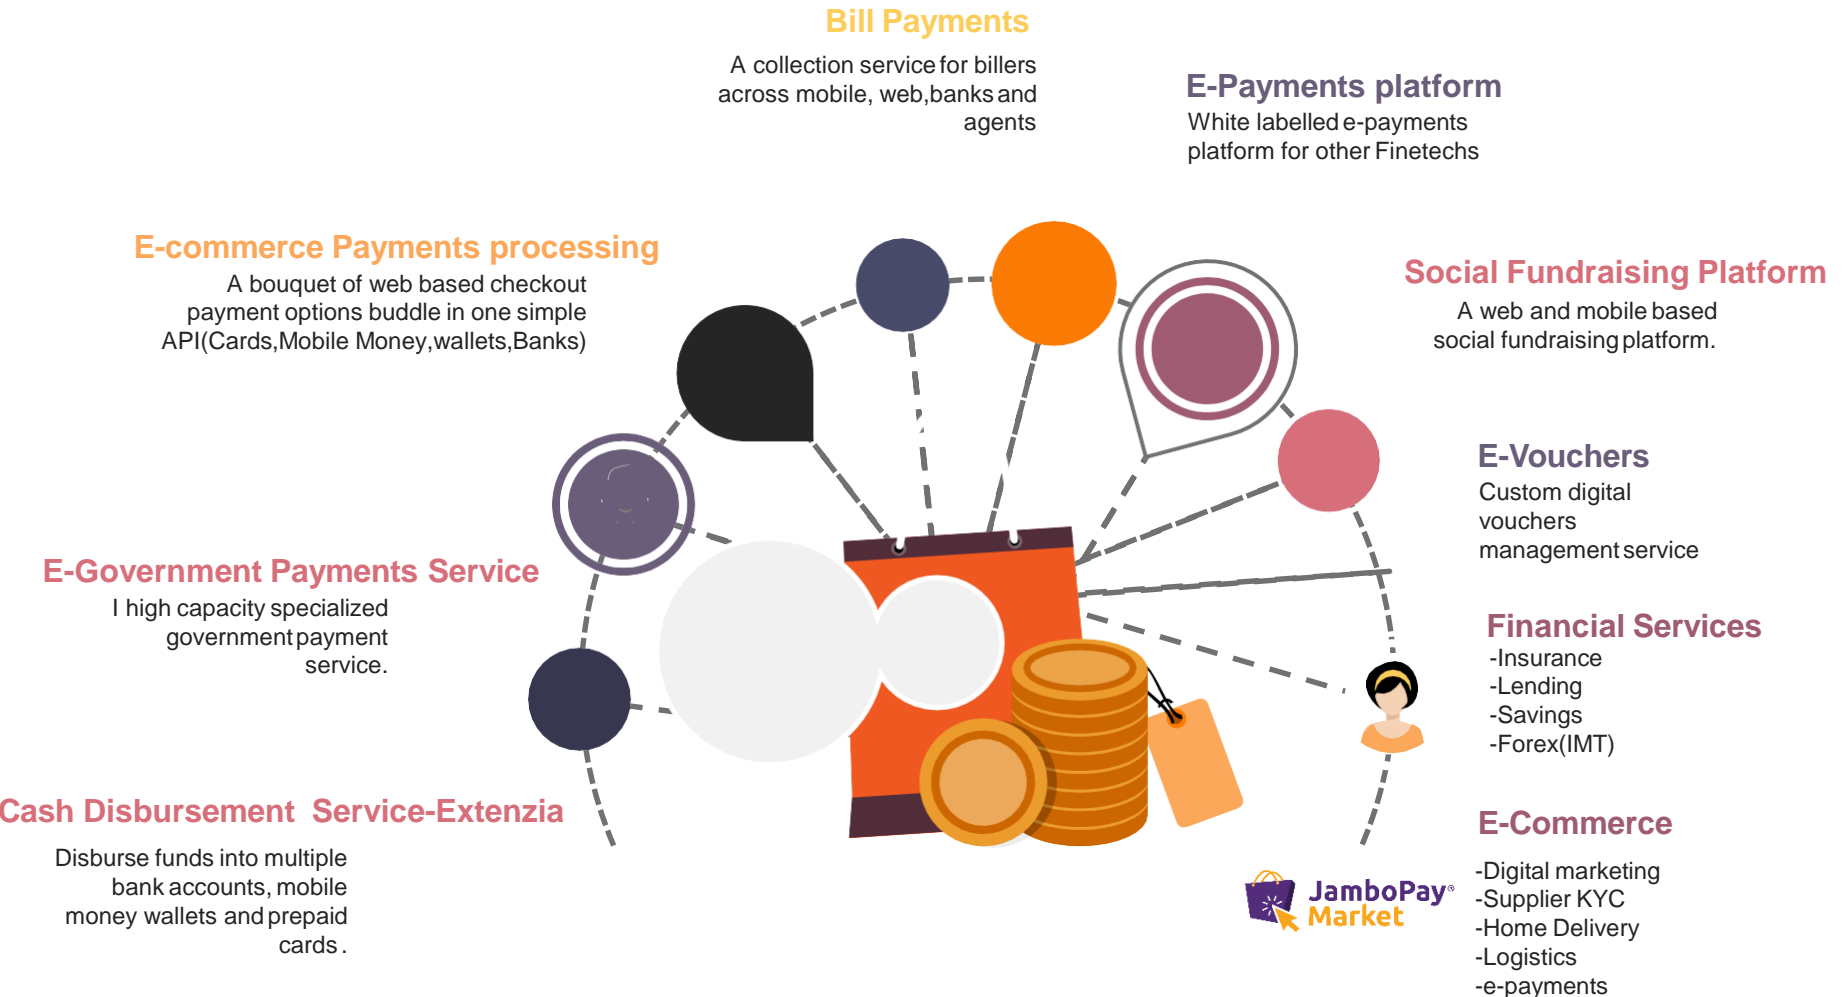 Bill Payments
A collection service for billers
across mobile, web,banks and
agents
E-Payments platform
White labelled e-payments
platform for other Finetechs
E-commerce Payments processing
A bouquet of web based checkout
payment options buddle in one simple
API(Cards,Mobile Money,wallets,Banks)
Social Fundraising Platform
A web and mobile based
social fundraising platform.
E-Vouchers
Custom digital
vouchers
management service
E-Government Payments Service
I high capacity specialized
government payment
service.
Financial Services
-Insurance
-Lending
-Savings
-Forex(IMT)
Cash Disbursement Service-Extenzia
Disburse funds into multiple
bank accounts, mobile
money wallets and prepaid
cards.
JamboPay®
Market
E-Commerce
-Digital marketing
-Supplier KYC
-Home Delivery
-Logistics
-e-payments